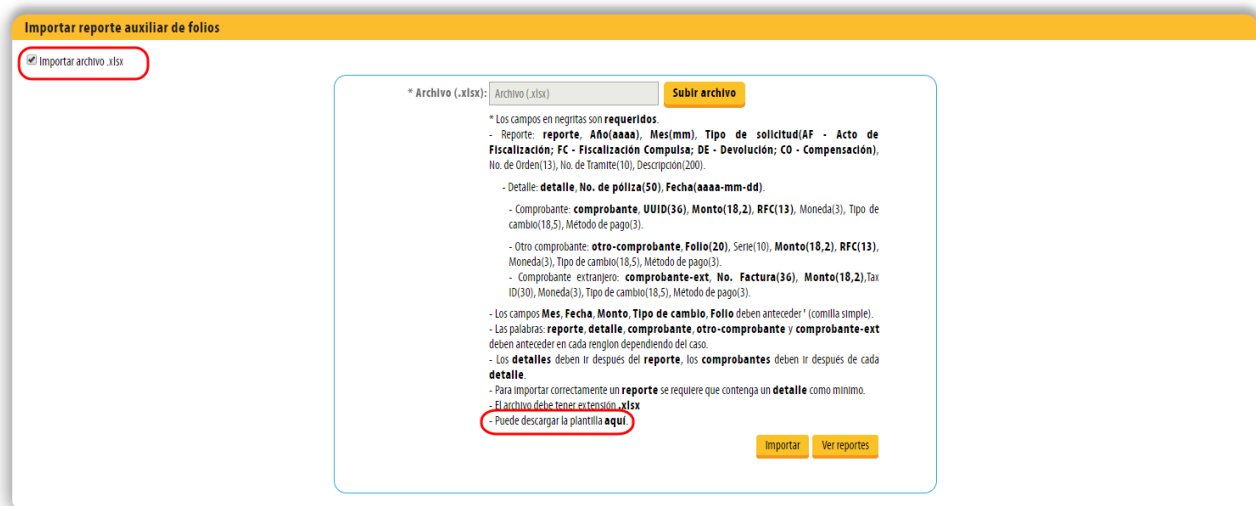 Importar reporte auxiliar de folios
Importar archivo .xlsx
* Archivo (.xlsx): Archivo (.xlsx) Subir archivo
* Los campos en negritas son requeridos.
- Reporte: reporte, Año(aaaa), Mes(mm), Tipo de solicitud(AF - Acto de
Fiscalización; FC - Fiscalización Compulsa; DE - Devolución; CO - Compensación),
No. de Orden(13), No. de Tramite(10), Descripción(200).
- Detalle: detalle, No. de póliza(50), Fecha(aaaa-mm-dd).
- Comprobante: comprobante, UUID(36), Monto(18,2), RFC(13), Moneda(3), Tipo de
cambio(18,5), Método de pago(3).
- Otro comprobante: otro-comprobante, Folio(20), Serie(10), Monto(18,2), RFC(13),
Moneda(3), Tipo de cambio(18,5), Método de pago(3).
- Comprobante extranjero: comprobante-ext, No. Factura(36), Monto(18,2),Tax
ID(30), Moneda(3), Tipo de cambio(18,5), Método de pago(3).
- Los campos Mes, Fecha, Monto, Tipo de cambio, Folio deben anteceder ' (comilla simple).
- Las palabras: reporte, detalle, comprobante, otro-comprobante y comprobante-ext
deben anteceder en cada renglon dependiendo del caso.
- Los detalles deben ir después del reporte, los comprobantes deben ir después de cada
detalle.
- Para importar correctamente un reporte se requiere que contenga un detalle como mínimo.
- El archivo debe tener extensión .xlsx
- Puede descargar la plantilla aquí.
Importar Ver reportes